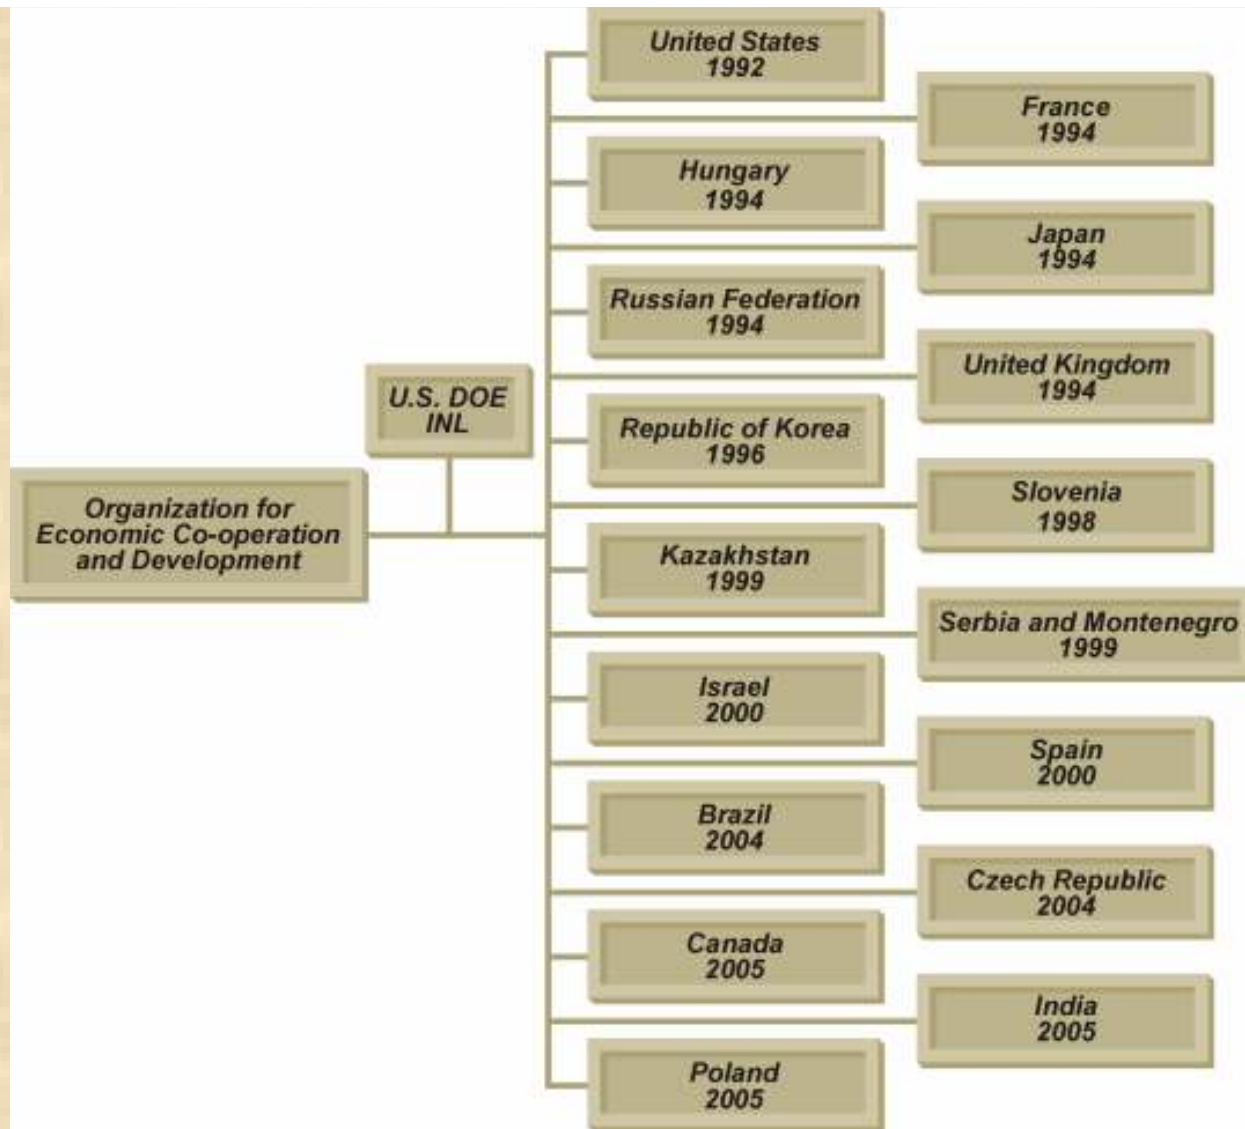 United States
1992
France
1994
Hungary
1994
Japan
1994
Russian Federation
1994
United Kingdom
1994
U.S. DOE
INL
Republic of Korea
1996
Organization for
Economic Co-operation
and Development
Slovenia
1998
Kazakhstan
1999
Serbia and Montenegro
1999
Israel
2000
Spain
2000
Brazil
2004
Czech Republic
2004
Canada
2005
India
2005
Poland
2005